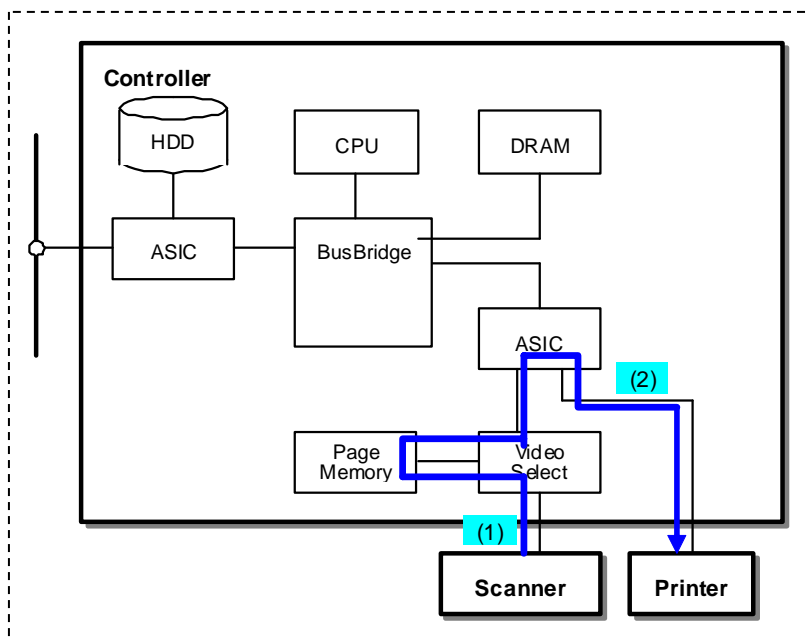 Controller
HDD
CPU
DRAM
ASIC
BusBridge
ASIC
(2)
Page
Memory
Video
Select
(1)
Scanner
Printer